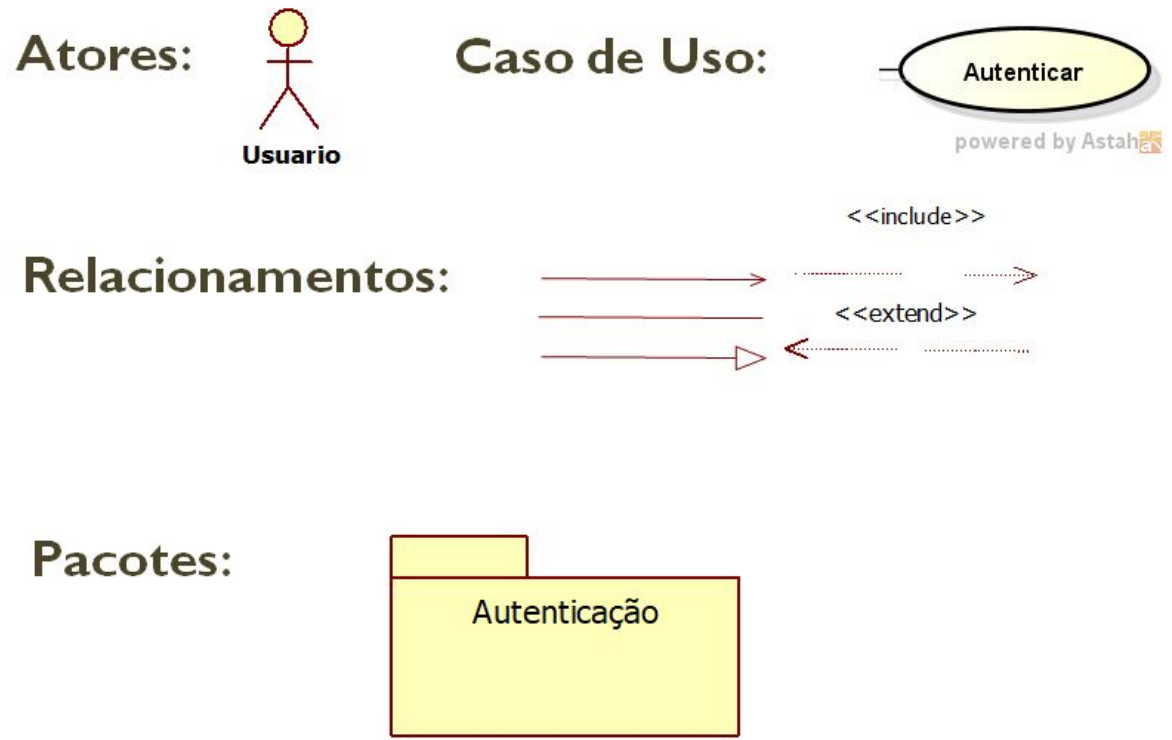 Atores:
Usuario
Caso de Uso:
Autenticar
powered by Astah
Relacionamentos:
<<include>>
<<extend>>
Pacotes:
Autenticação